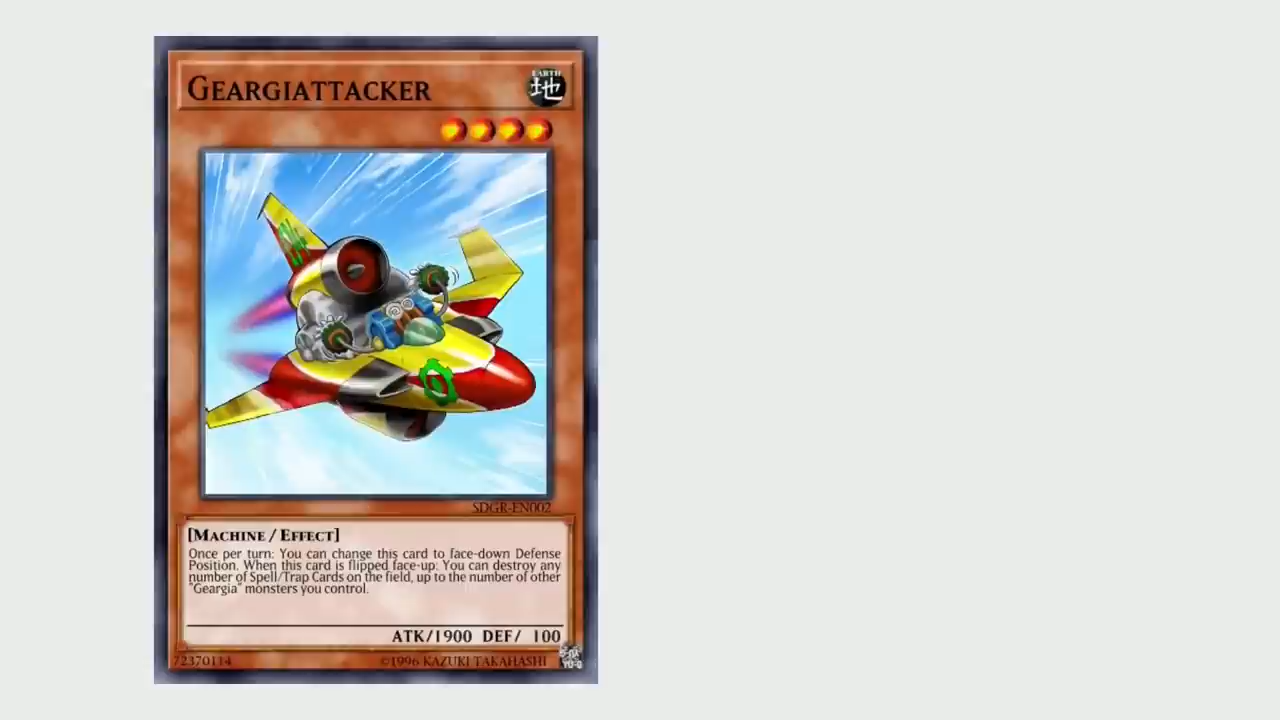 GEARGIATTACKER
EARTH
地
SDGR-EN002
[MACHINE / EFFECT]
Once per turn: You can change this card to face-down Defense
Position. When this card is flipped face-up: You can destroy any
number of Spell/Trap Cards on the field, up to the number of other
"Geargia" monsters you control.
ATK/1900 DEF/ 100
72370114
©1996 KAZUKI TAKAHASHI